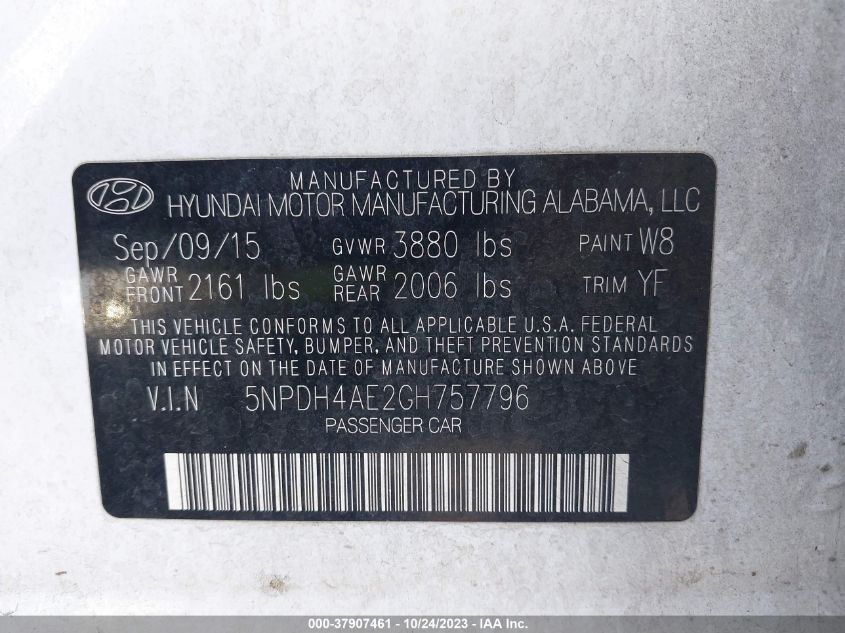 MANUFACTURED BY
HYUNDAI MOTOR MANUFACTURING ALABAMA, LLC
Sep/09/15 GVWR 3880 lbs PAINT W8
GAWR FRONT 2161 lbs GAWR REAR 2006 lbs TRIM YF
THIS VEHICLE CONFORMS TO ALL APPLICABLE U.S.A. FEDERAL
MOTOR VEHICLE SAFETY, BUMPER, AND THEFT PREVENTION STANDARDS
IN EFFECT ON THE DATE OF MANUFACTURE SHOWN ABOVE
V.I.N 5NPDH4AE2GH757796
PASSENGER CAR
000-37907461 - 10/24/2023 - IAA Inc.